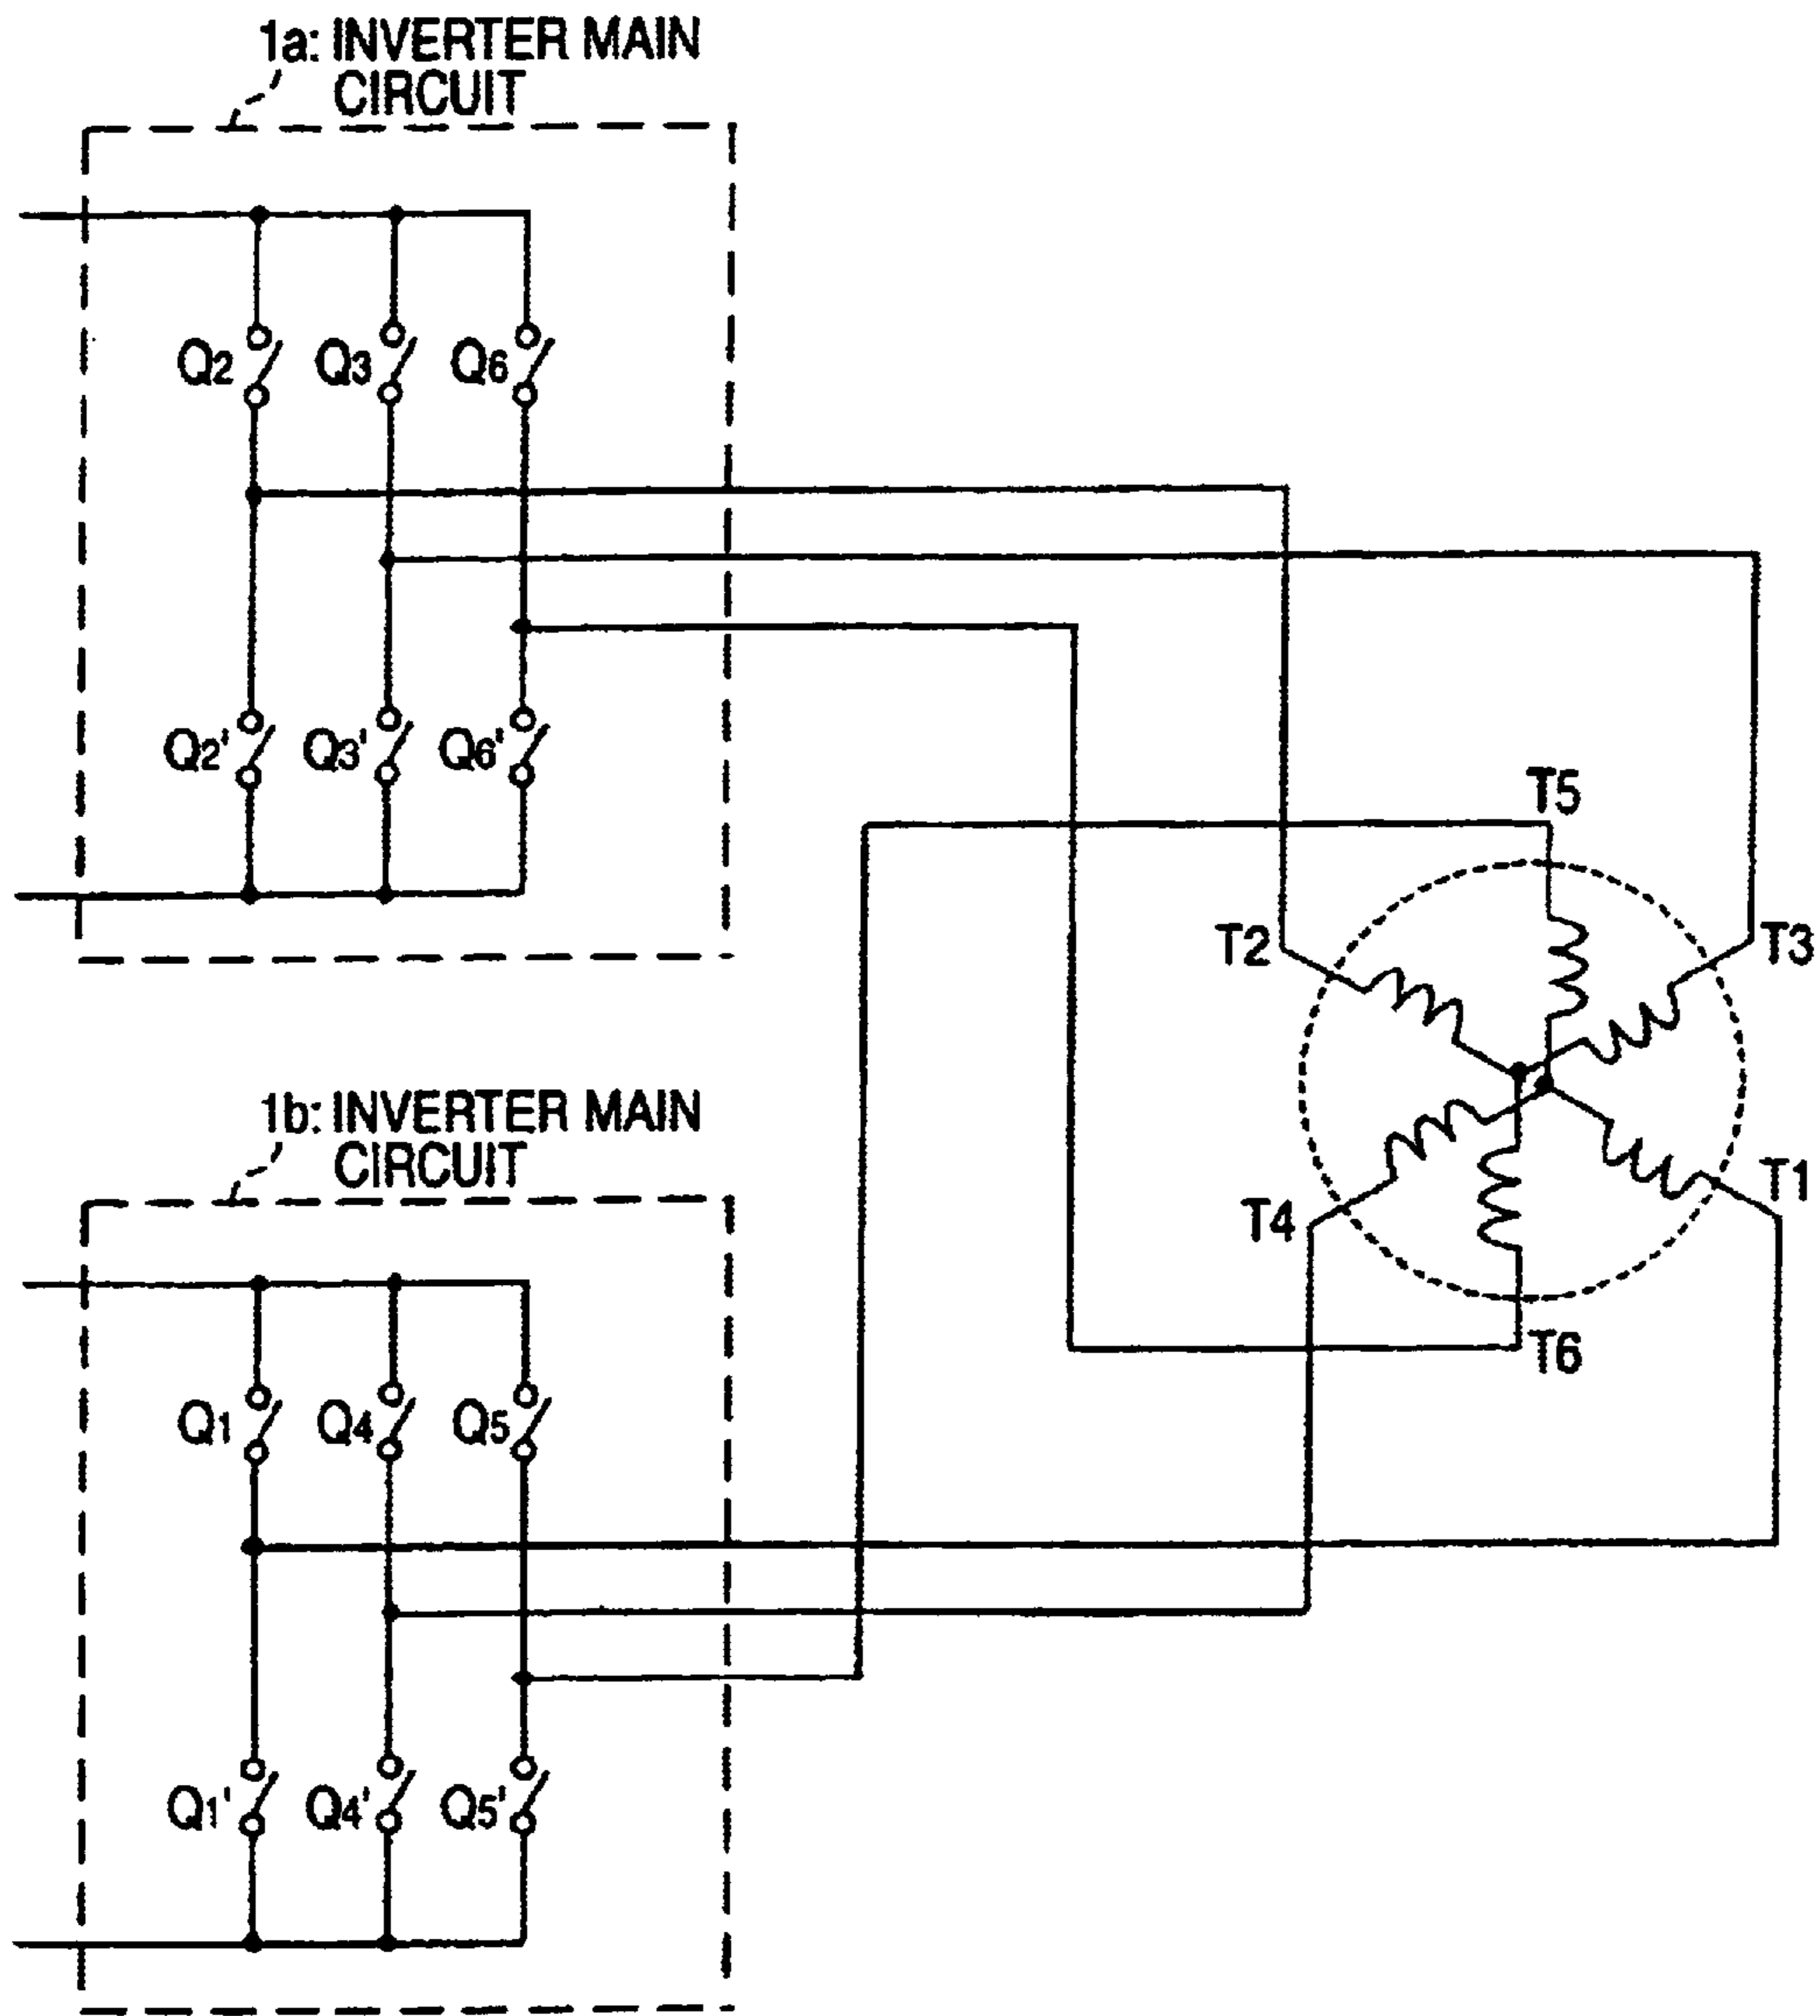 1a: INVERTER MAIN
CIRCUIT
Q2 Q3 Q6
Q2' Q3' Q6'
T5
T2 T3
1b: INVERTER MAIN
CIRCUIT
T4 T1
T6
Q1 Q4 Q5
Q1' Q4' Q5'